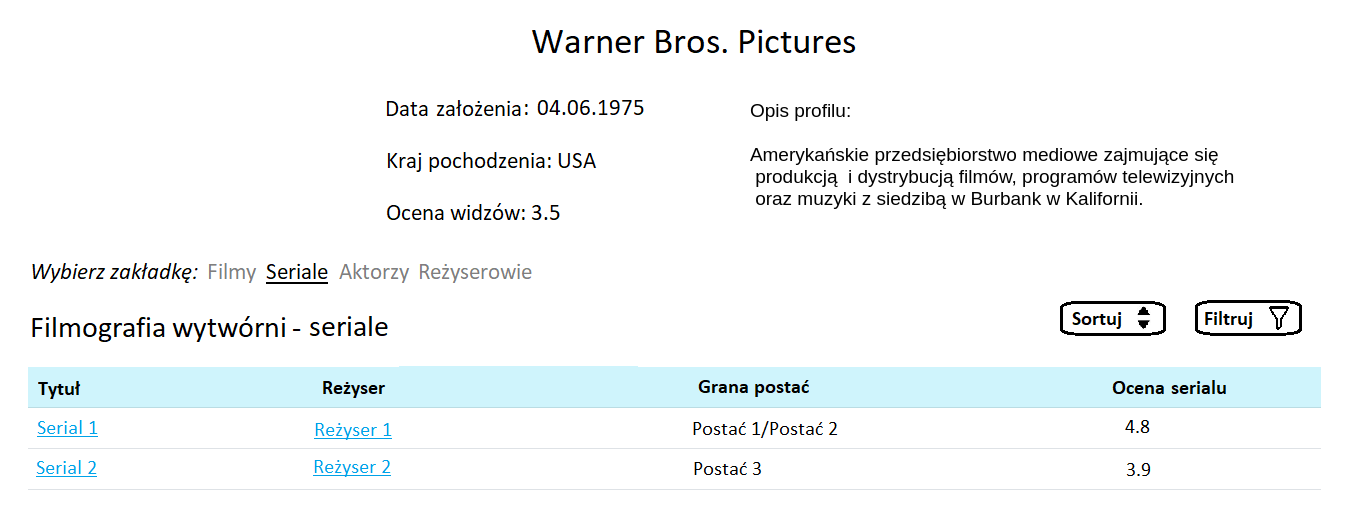 Warner Bros. Pictures
Data założenia: 04.06.1975
Kraj pochodzenia: USA
Ocena widzów: 3.5
Opis profilu:
Amerykańskie przedsiębiorstwo mediowe zajmujące się
produkcją i dystrybucją filmów, programów telewizyjnych
oraz muzyki z siedzibą w Burbank w Kalifornii.
Wybierz zakładkę: Filmy Seriale Aktorzy Reżyserowie
Filmografia wytwórni - seriale
Sortuj
Filtruj
Tytuł Reżyser Grana postać Ocena serialu
Serial 1 Reżyser 1 Postać 1/Postać 2 4.8
Serial 2 Reżyser 2 Postać 3 3.9